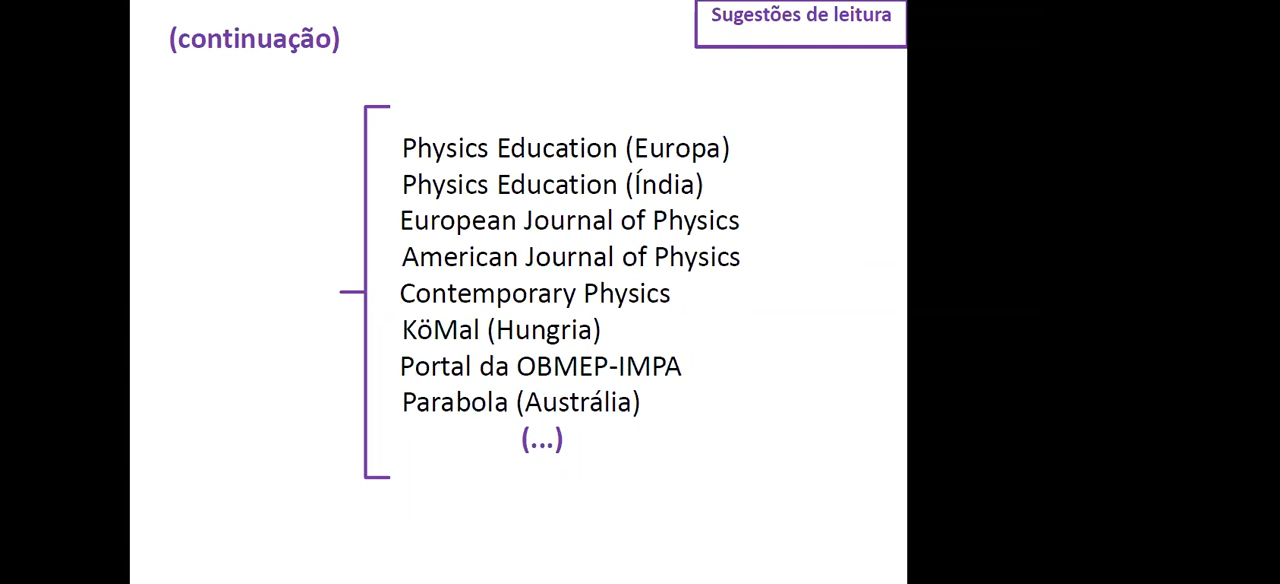 Sugestões de leitura
(continuação)
Physics Education (Europa)
Physics Education (Índia)
European Journal of Physics
American Journal of Physics
Contemporary Physics
KöMal (Hungria)
Portal da OBMEP-IMPA
Parabola (Austrália)
(...)